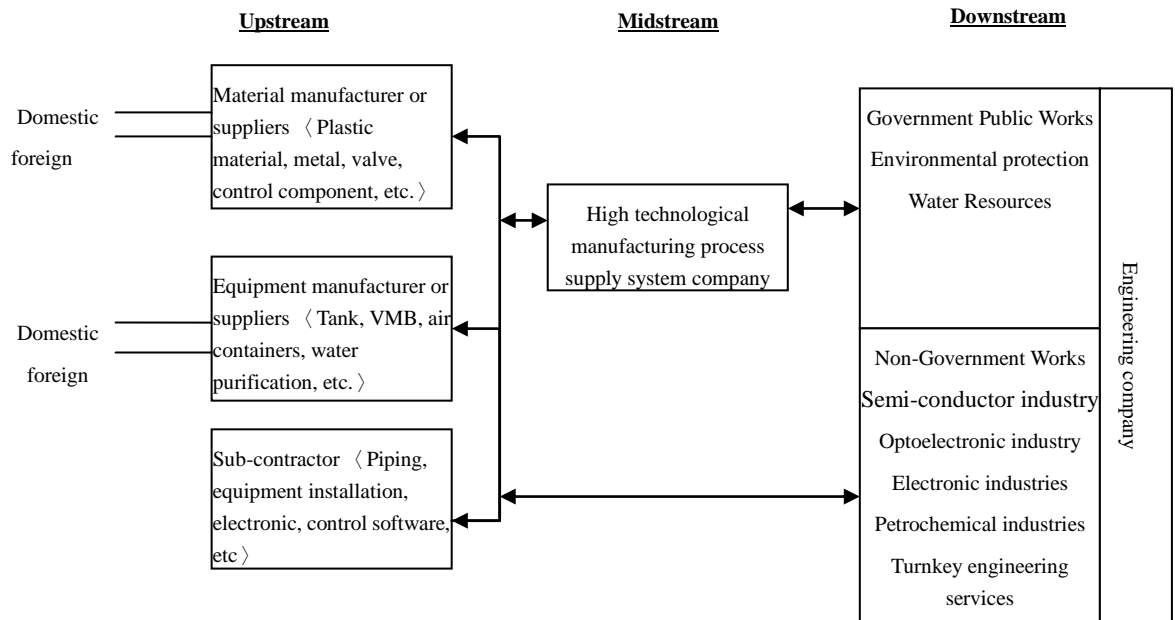 Upstream
Midstream
Downstream
Domestic
foreign
Material manufacturer or
suppliers 〈 Plastic
material, metal, valve,
control component, etc. 〉
Domestic
foreign
Equipment manufacturer or
suppliers 〈 Tank, VMB, air
containers, water
purification, etc. 〉
Sub-contractor 〈 Piping,
equipment installation,
electronic, control software,
etc 〉
High technological
manufacturing process
supply system company
Government Public Works
Environmental protection
Water Resources
Non-Government Works
Semi-conductor industry
Optoelectronic industry
Electronic industries
Petrochemical industries
Turnkey engineering
services
Engineering company